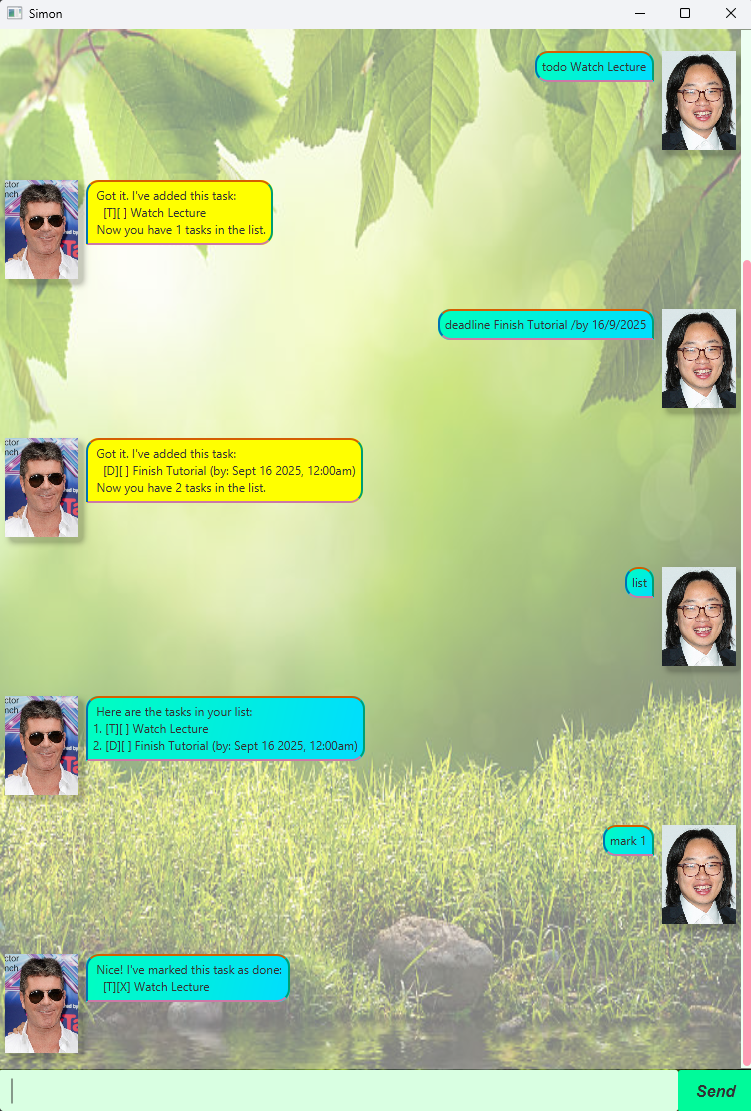 Simon
todo Watch Lecture
Got it. I've added this task:
[T][ ] Watch Lecture
Now you have 1 tasks in the list.
deadline Finish Tutorial /by 16/9/2025
Got it. I've added this task:
[D][ ] Finish Tutorial (by: Sept 16 2025, 12:00am)
Now you have 2 tasks in the list.
list
Here are the tasks in your list:
1. [T][ ] Watch Lecture
2. [D][ ] Finish Tutorial (by: Sept 16 2025, 12:00am)
mark 1
Nice! I've marked this task as done:
[T][X] Watch Lecture
Send